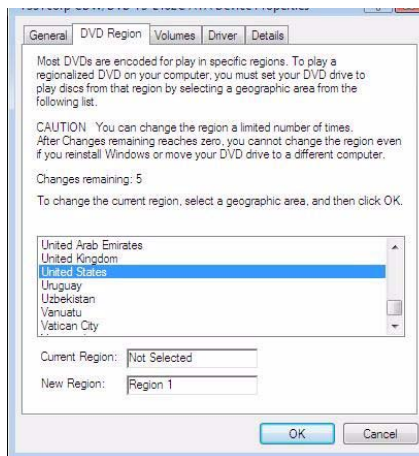 Properties
General DVD Region Volumes Driver Details
Most DVDs are encoded for play in specific regions. To play a
regionalized DVD on your computer, you must set your DVD drive to
play discs from that region by selecting a geographic area from the
following list.
CAUTION You can change the region a limited number of times.
After Changes remaining reaches zero, you cannot change the region even
if you reinstall Windows or move your DVD drive to a different computer.
Changes remaining: 5
To change the current region, select a geographic area, and then click OK.
United Arab Emirates
United Kingdom
United States
Uruguay
Uzbekistan
Vanuatu
Vatican City
Current Region: Not Selected
New Region: Region 1
OK Cancel